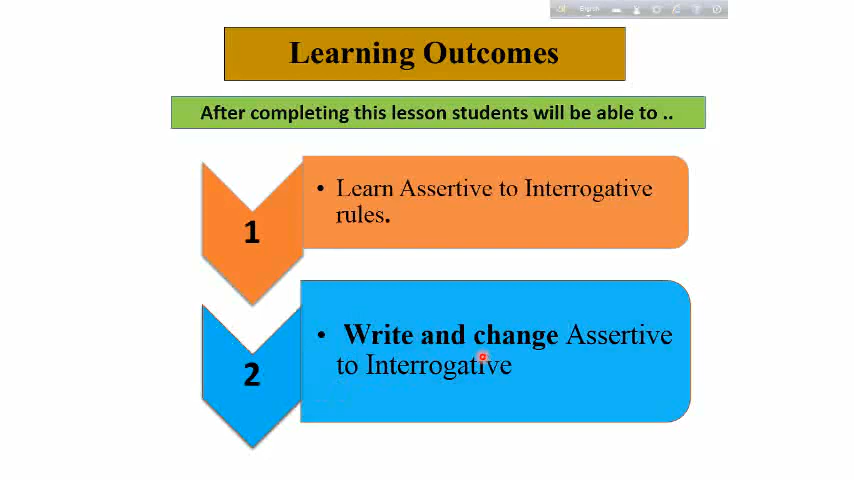 English
Learning Outcomes
After completing this lesson students will be able to ..
1
• Learn Assertive to Interrogative
rules.
2
• Write and change Assertive
to Interrogative